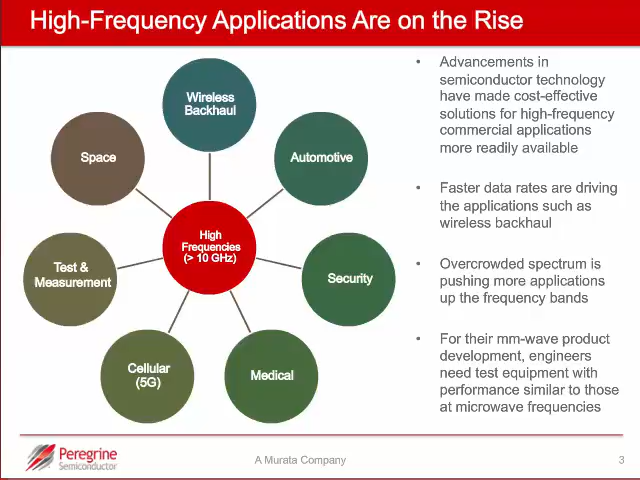 High-Frequency Applications Are on the Rise
Wireless
Backhaul
Space
Automotive
High
Frequencies
(> 10 GHz)
Test &
Measurement
Security
Cellular
(5G)
Medical
• Advancements in
semiconductor technology
have made cost-effective
solutions for high-frequency
commercial applications
more readily available
• Faster data rates are driving
the applications such as
wireless backhaul
• Overcrowded spectrum is
pushing more applications
up the frequency bands
• For their mm-wave product
development, engineers
need test equipment with
performance similar to those
at microwave frequencies
Peregrine
Semiconductor
A Murata Company
3